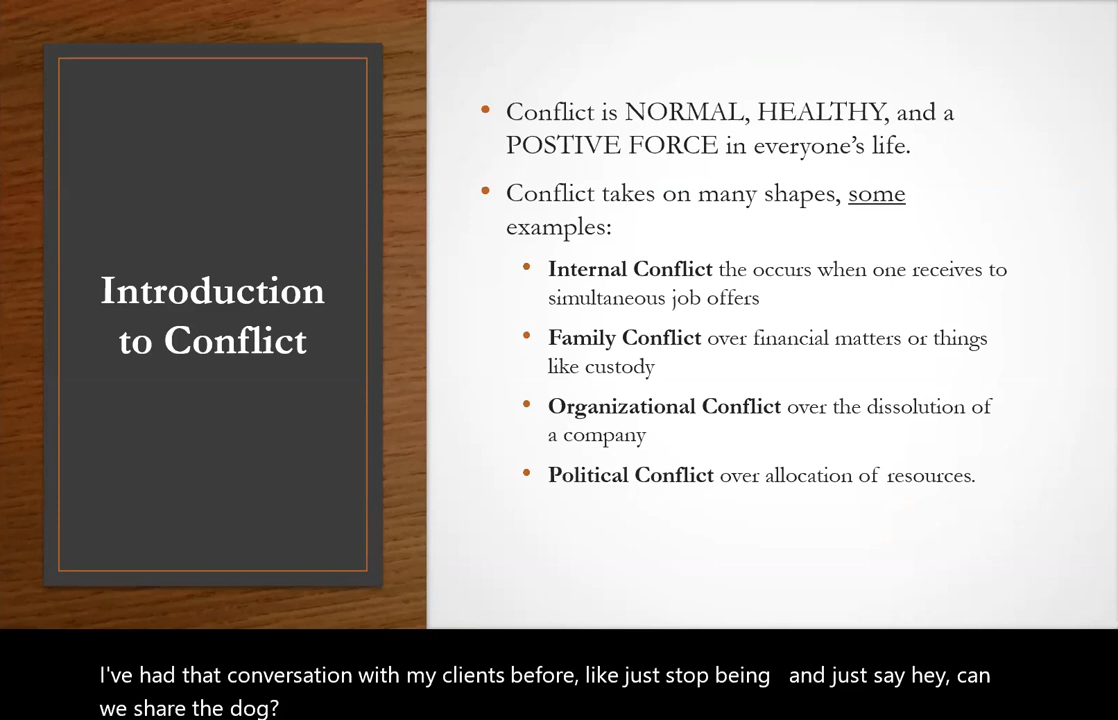 Introduction
to Conflict
• Conflict is NORMAL, HEALTHY, and a
POSTIVE FORCE in everyone’s life.
• Conflict takes on many shapes, some
examples:
• Internal Conflict the occurs when one receives to
simultaneous job offers
• Family Conflict over financial matters or things
like custody
• Organizational Conflict over the dissolution of
a company
• Political Conflict over allocation of resources.
I've had that conversation with my clients before, like just stop being   and just say hey, can
we share the dog?